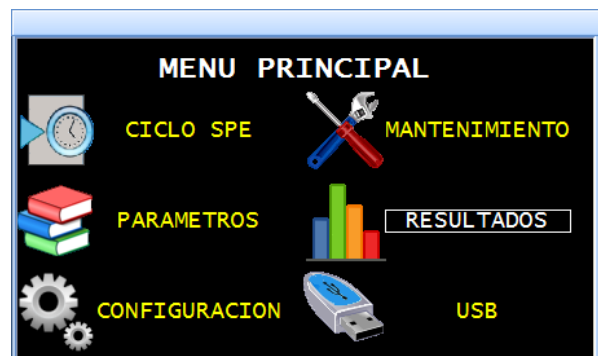 MENU PRINCIPAL
CICLO SPE
MANTENIMIENTO
PARAMETROS
RESULTADOS
CONFIGURACION
USB